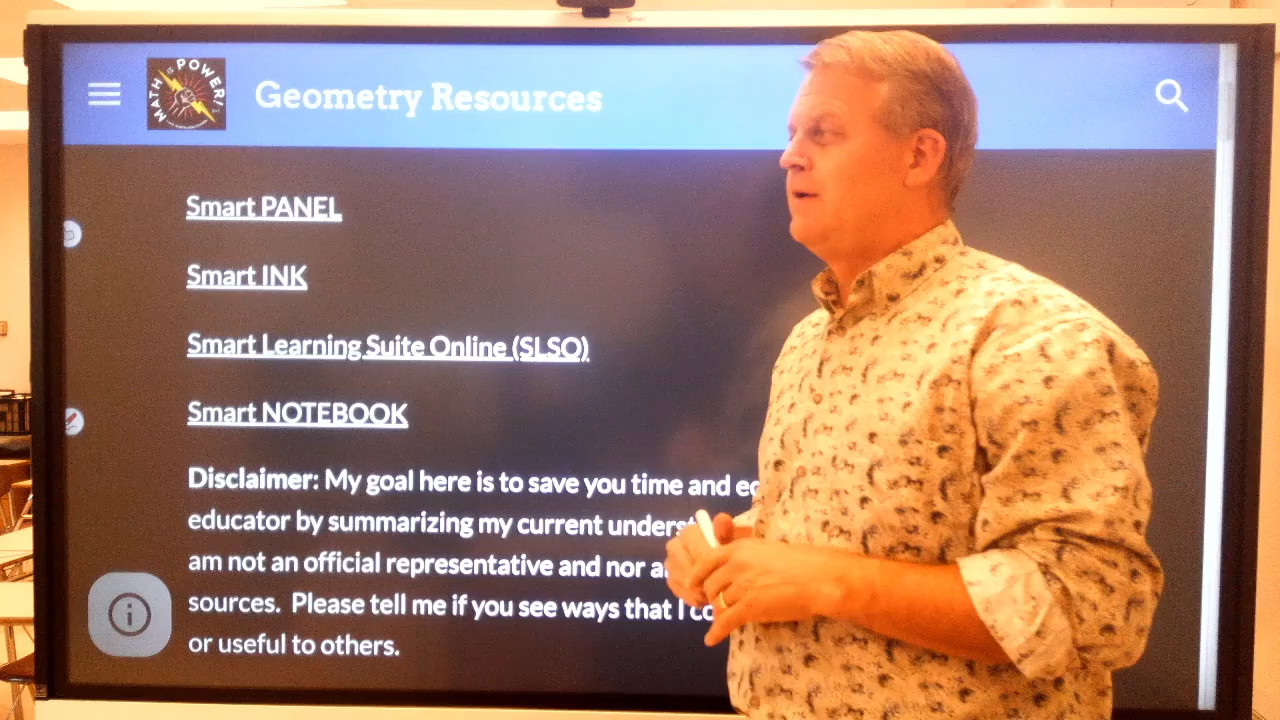 MATH IS POWER!
Geometry Resources
Smart PANEL
Smart INK
Smart Learning Suite Online (SLSO)
Smart NOTEBOOK
Disclaimer: My goal here is to save you time and
educator by summarizing my current
am not an official representative and nor
sources. Please tell me if you see ways that I
or useful to others.